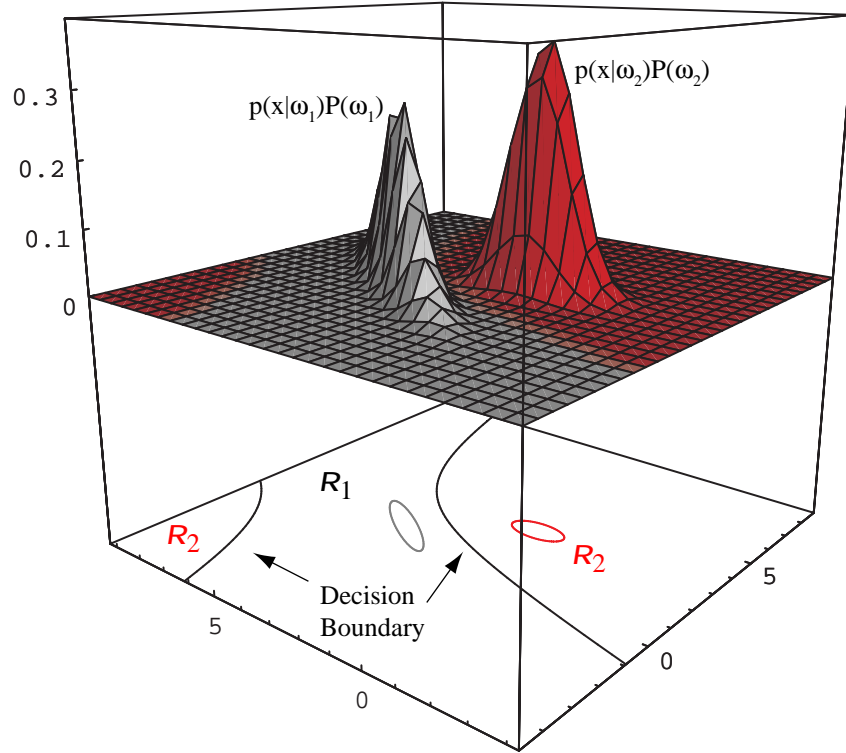 0.3
0.2
0.1
0
p(x|ω₁)P(ω₁)
p(x|ω₂)P(ω₂)
R₁
R₂
R₂
Decision
Boundary
5
0
0
5